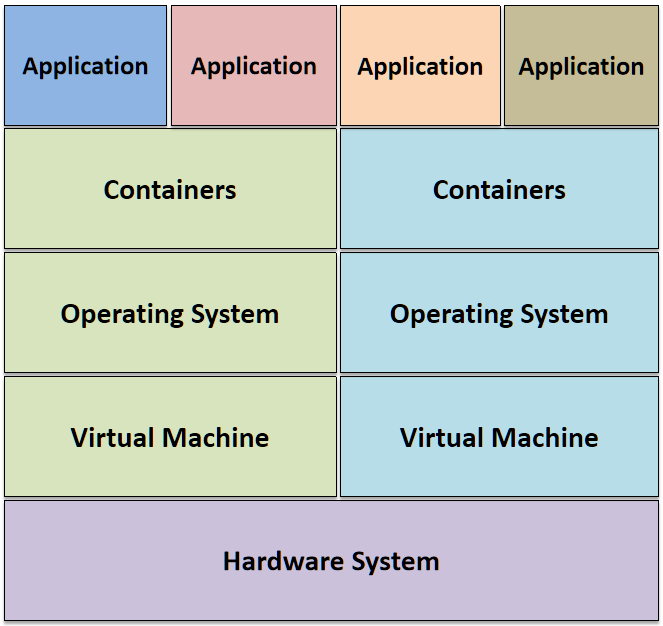 Application Application Application Application
Containers Containers
Operating System Operating System
Virtual Machine Virtual Machine
Hardware System